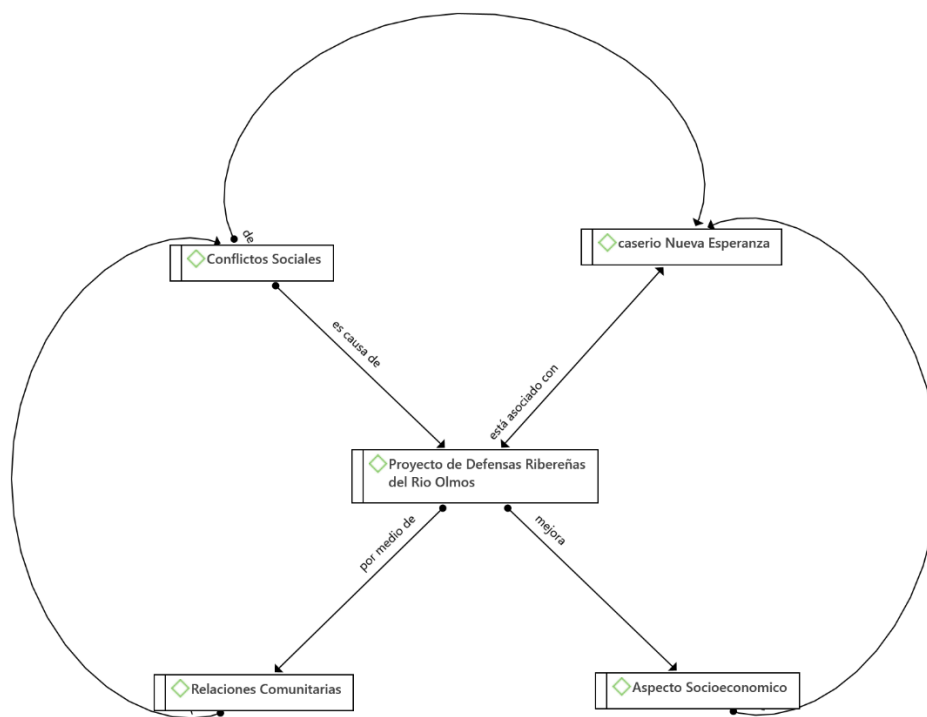 de
Conflictos Sociales
caserio Nueva Esperanza
es causa de
está asociado con
Proyecto de Defensas Ribereñas
del Rio Olmos
por medio de
mejora
Relaciones Comunitarias
Aspecto Socioeconomico